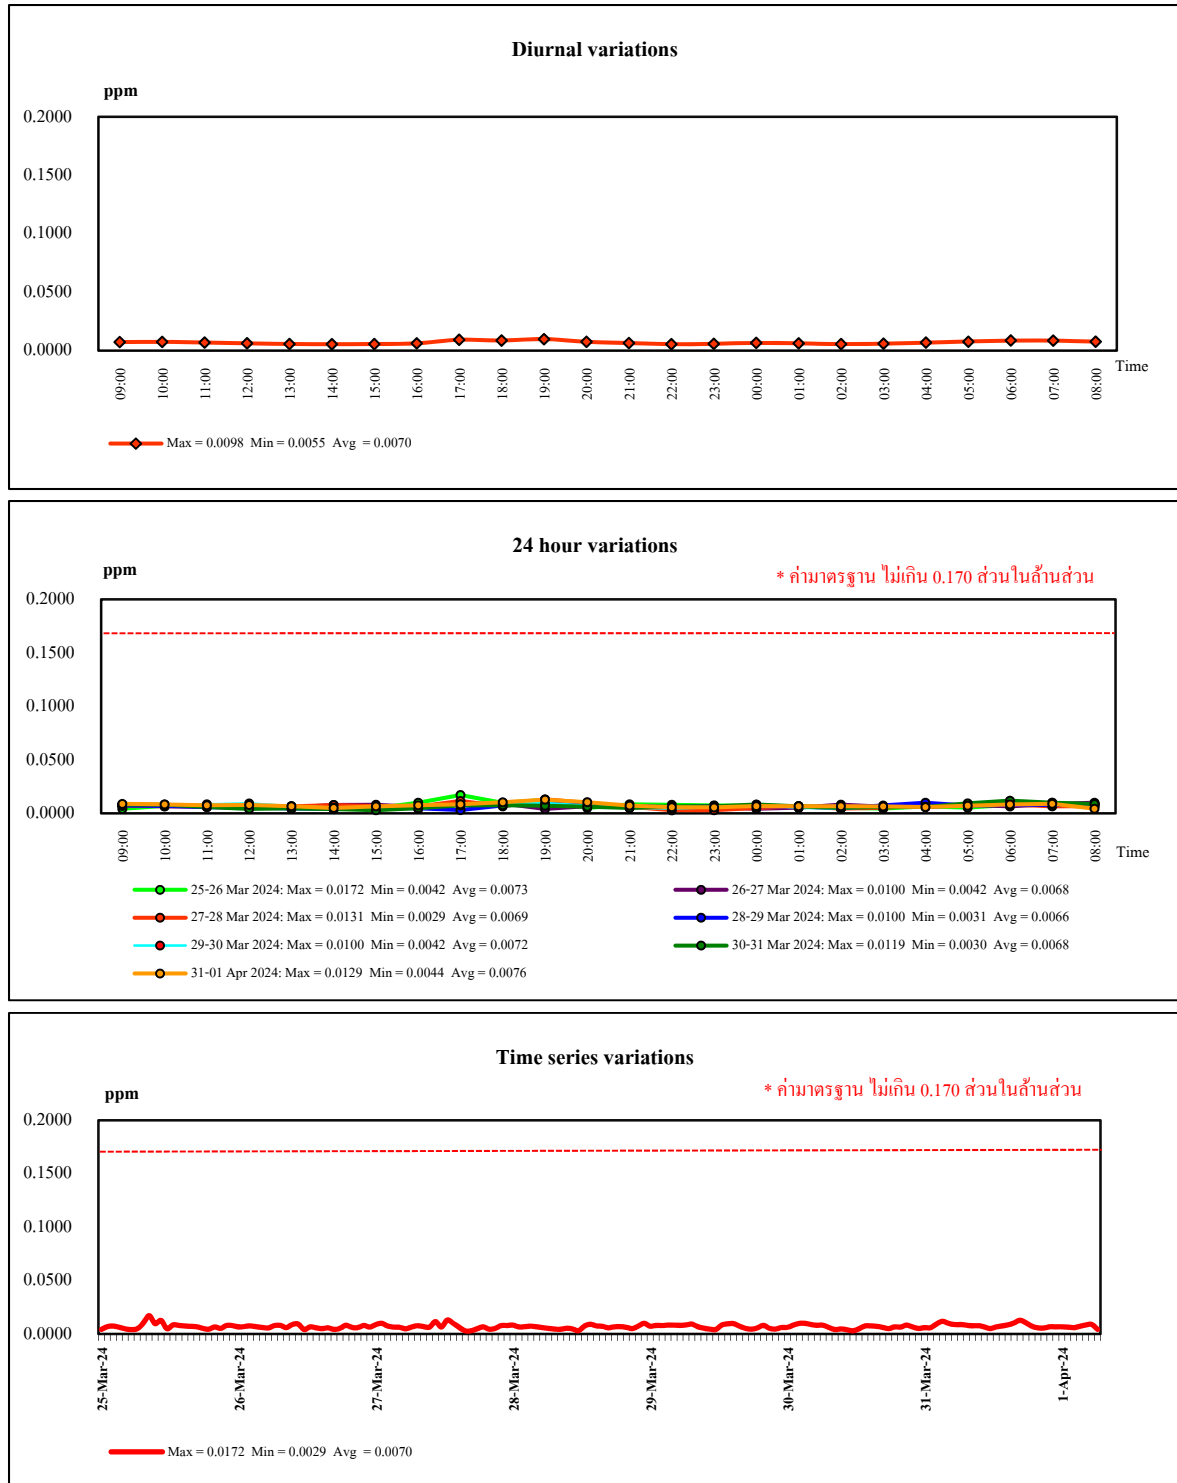 Diurnal variations
ppm
0.2000
0.1500
0.1000
0.0500
0.0000
Time
09:00 10:00 11:00 12:00 13:00 14:00 15:00 16:00 17:00 18:00 19:00 20:00 21:00 22:00 23:00 00:00 01:00 02:00 03:00 04:00 05:00 06:00 07:00 08:00
Max = 0.0098 Min = 0.0055 Avg = 0.0070
24 hour variations
ppm
* ค่ามาตรฐาน ไม่เกิน 0.170 ส่วนในล้านส่วน
0.2000
0.1500
0.1000
0.0500
0.0000
Time
09:00 10:00 11:00 12:00 13:00 14:00 15:00 16:00 17:00 18:00 19:00 20:00 21:00 22:00 23:00 00:00 01:00 02:00 03:00 04:00 05:00 06:00 07:00 08:00
25-26 Mar 2024: Max = 0.0172 Min = 0.0042 Avg = 0.0073
26-27 Mar 2024: Max = 0.0100 Min = 0.0042 Avg = 0.0068
27-28 Mar 2024: Max = 0.0131 Min = 0.0029 Avg = 0.0069
28-29 Mar 2024: Max = 0.0100 Min = 0.0031 Avg = 0.0066
29-30 Mar 2024: Max = 0.0100 Min = 0.0042 Avg = 0.0072
30-31 Mar 2024: Max = 0.0119 Min = 0.0030 Avg = 0.0068
31-01 Apr 2024: Max = 0.0129 Min = 0.0044 Avg = 0.0076
Time series variations
ppm
* ค่ามาตรฐาน ไม่เกิน 0.170 ส่วนในล้านส่วน
0.2000
0.1500
0.1000
0.0500
0.0000
25-Mar-24 26-Mar-24 27-Mar-24 28-Mar-24 29-Mar-24 30-Mar-24 31-Mar-24 1-Apr-24
Max = 0.0172 Min = 0.0029 Avg = 0.0070